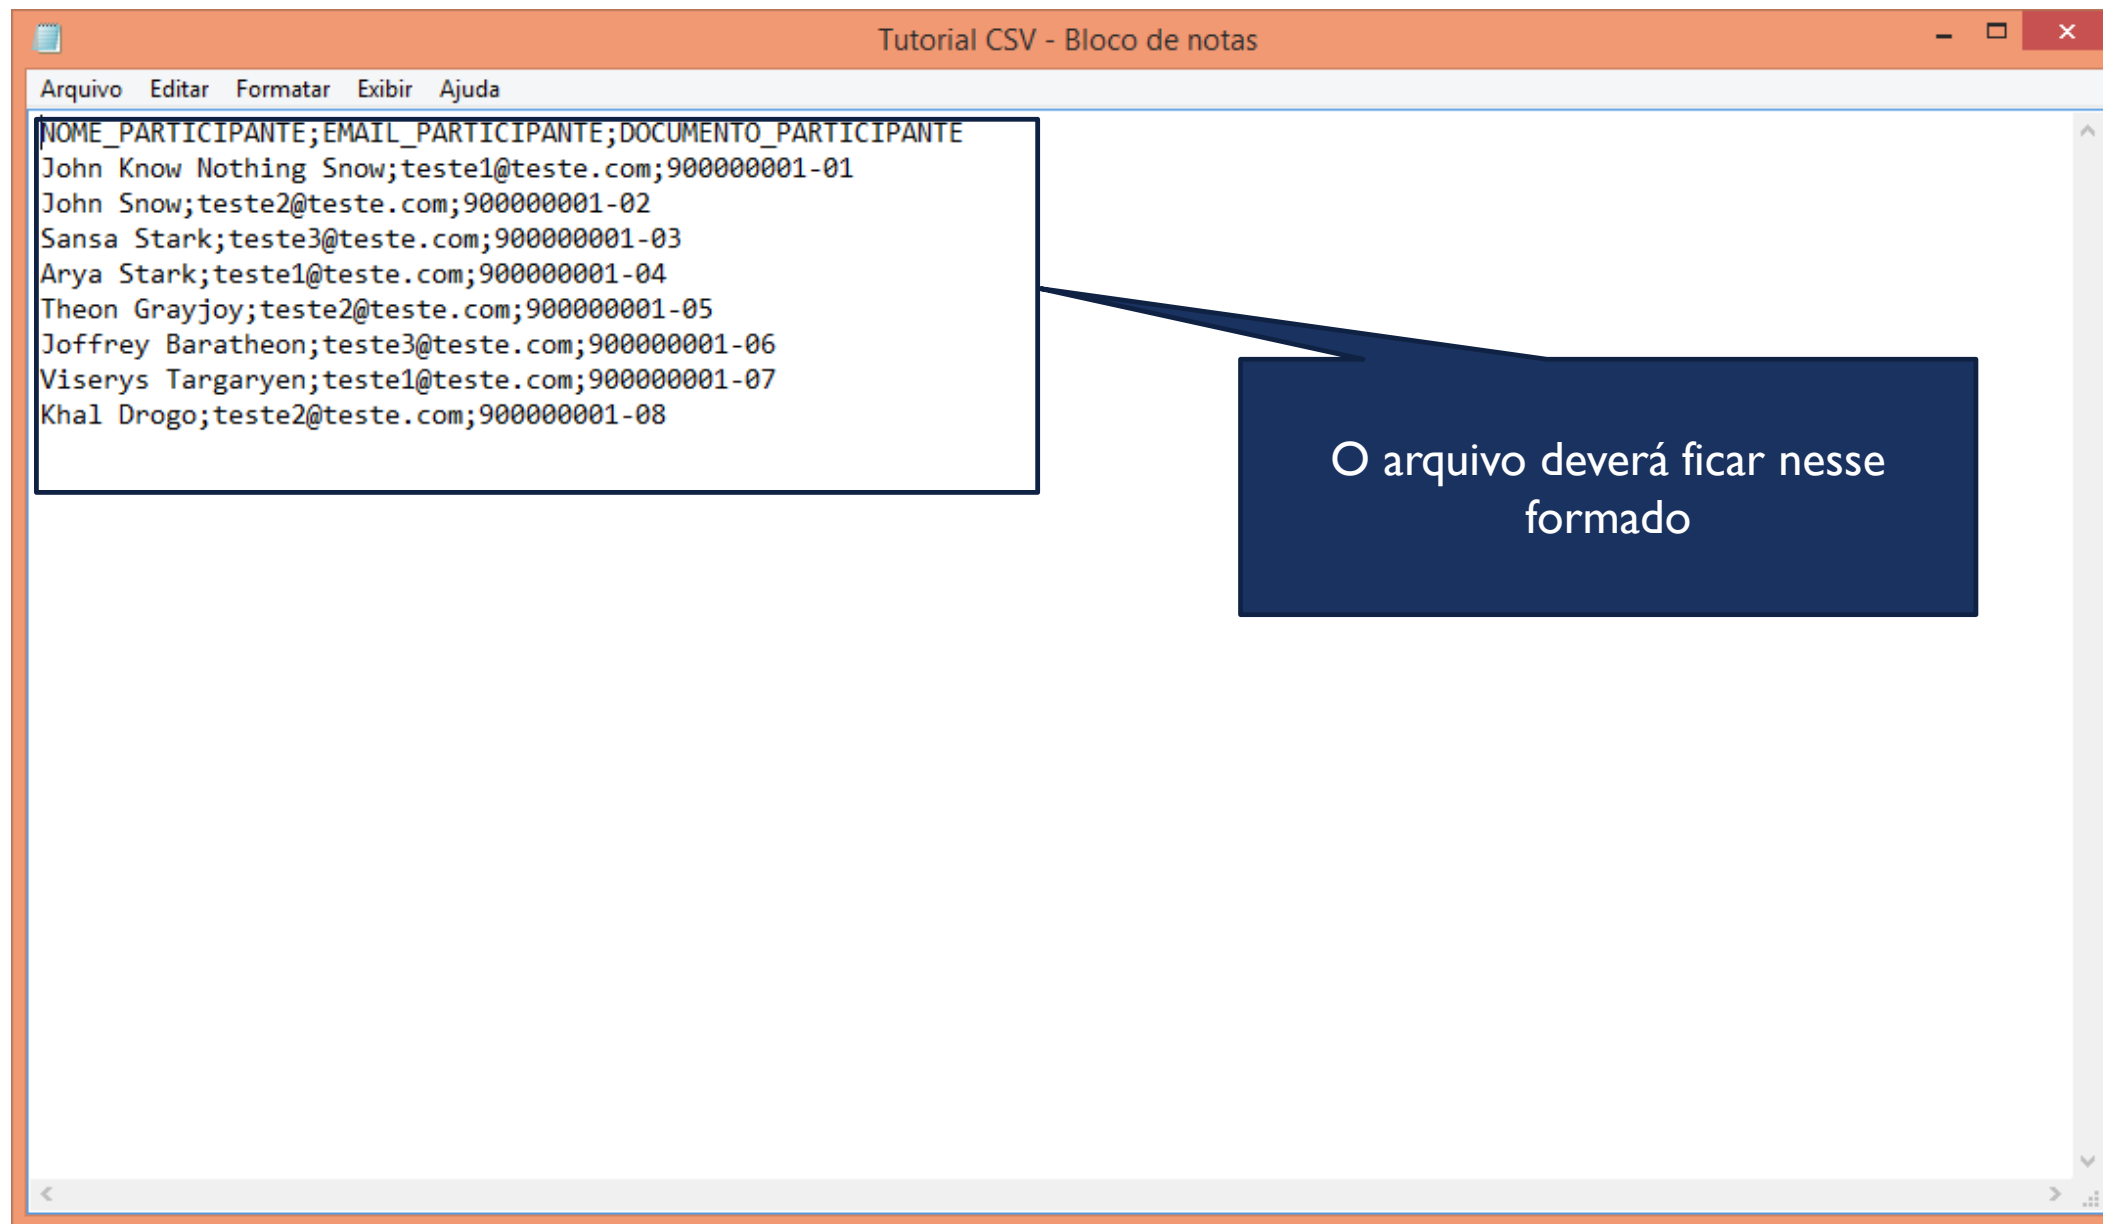 Tutorial CSV - Bloco de notas
Arquivo Editar Formatar Exibir Ajuda
NOME_PARTICIPANTE;EMAIL_PARTICIPANTE;DOCUMENTO_PARTICIPANTE
John Know Nothing Snow;teste1@teste.com;900000001-01
John Snow;teste2@teste.com;900000001-02
Sansa Stark;teste3@teste.com;900000001-03
Arya Stark;teste1@teste.com;900000001-04
Theon Grayjoy;teste2@teste.com;900000001-05
Joffrey Baratheon;teste3@teste.com;900000001-06
Viserys Targaryen;teste1@teste.com;900000001-07
Khal Drogo;teste2@teste.com;900000001-08
O arquivo deverá ficar nesse
formado